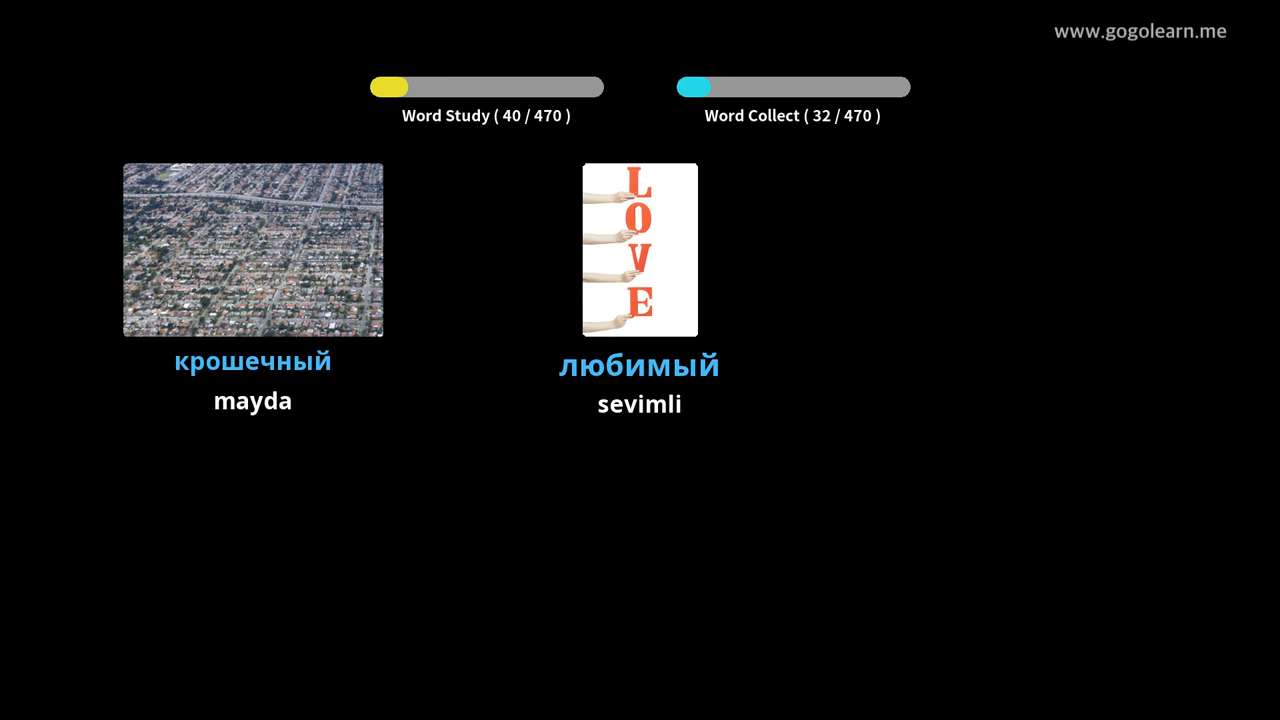 www.gogolearn.me
Word Study ( 40 / 470 )
Word Collect ( 32 / 470 )
L
O
V
E
крошечный
mayda
любимый
sevimli